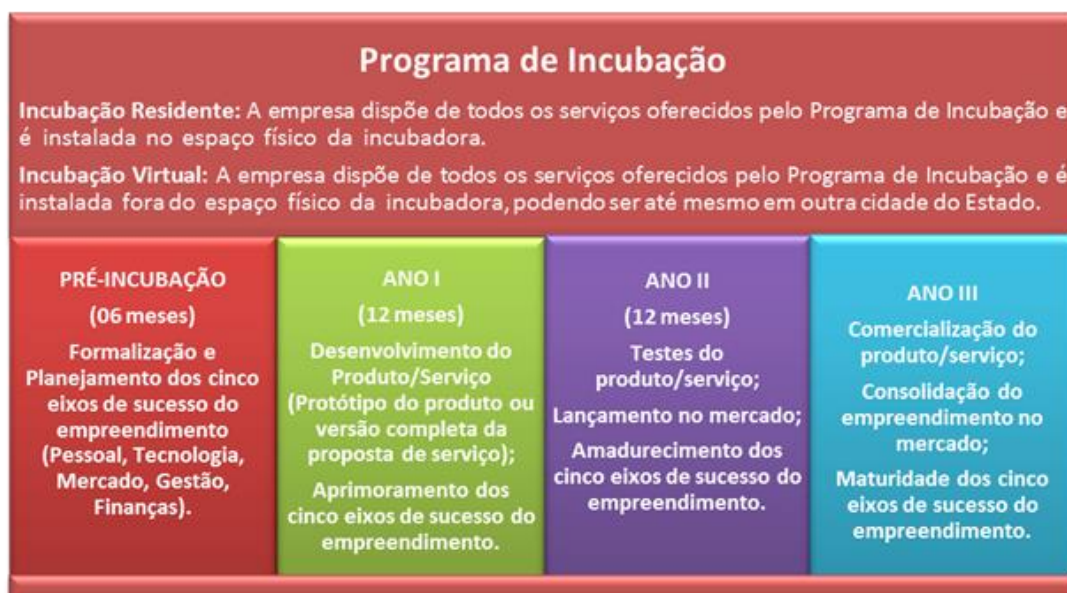 Programa de Incubação
Incubação Residente: A empresa dispõe de todos os serviços oferecidos pelo Programa de Incubação e
é instalada no espaço físico da incubadora.
Incubação Virtual: A empresa dispõe de todos os serviços oferecidos pelo Programa de Incubação e é
instalada fora do espaço físico da incubadora, podendo ser até mesmo em outra cidade do Estado.
PRÉ-INCUBAÇÃO
(06 meses)
Formalização e
Planejamento dos cinco
eixos de sucesso do
empreendimento
(Pessoal, Tecnologia,
Mercado, Gestão,
Finanças).
ANO I
(12 meses)
Desenvolvimento do
Produto/Serviço
(Protótipo do produto ou
versão completa da
proposta de serviço);
Aprimoramento dos
cinco eixos de sucesso do
empreendimento.
ANO II
(12 meses)
Testes do
produto/serviço;
Lançamento no mercado;
Amadurecimento dos
cinco eixos de sucesso do
empreendimento.
ANO III
Comercialização do
produto/serviço;
Consolidação do
empreendimento no
mercado;
Maturidade dos cinco
eixos de sucesso do
empreendimento.